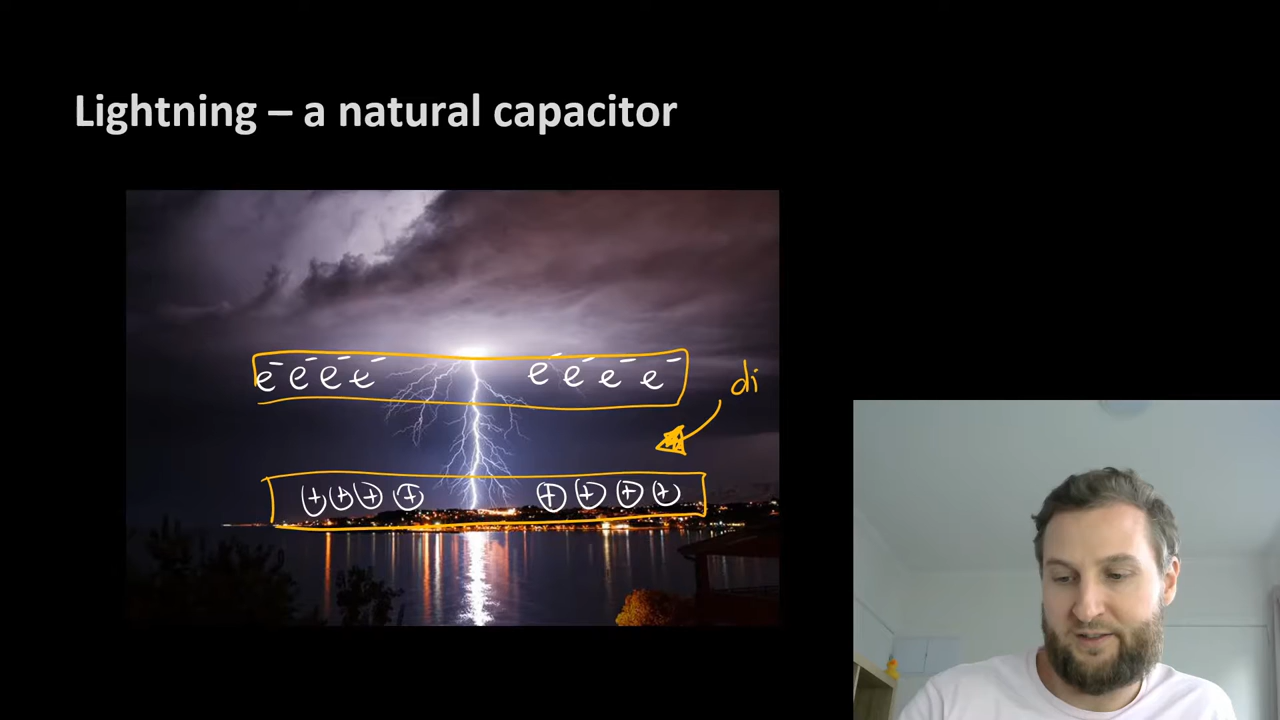 Lightning – a natural capacitor
e⁻ e⁻ e⁻ e⁻ e⁻ e⁻ e⁻ e⁻
di
+ + + + + + + +